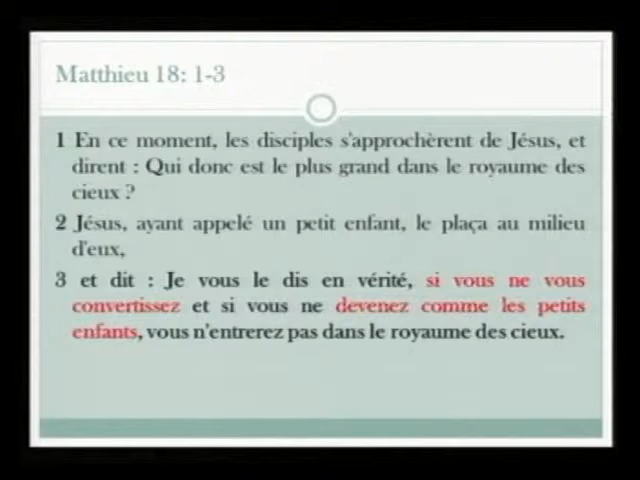 Matthieu 18: 1-3
1 En ce moment, les disciples s'approchèrent de Jésus, et
dirent : Qui donc est le plus grand dans le royaume des
cieux ?
2 Jésus, ayant appelé un petit enfant, le plaça au milieu
d'eux,
3 et dit : Je vous le dis en vérité, si vous ne vous
convertissez et si vous ne devenez comme les petits
enfants, vous n'entrerez pas dans le royaume des cieux.